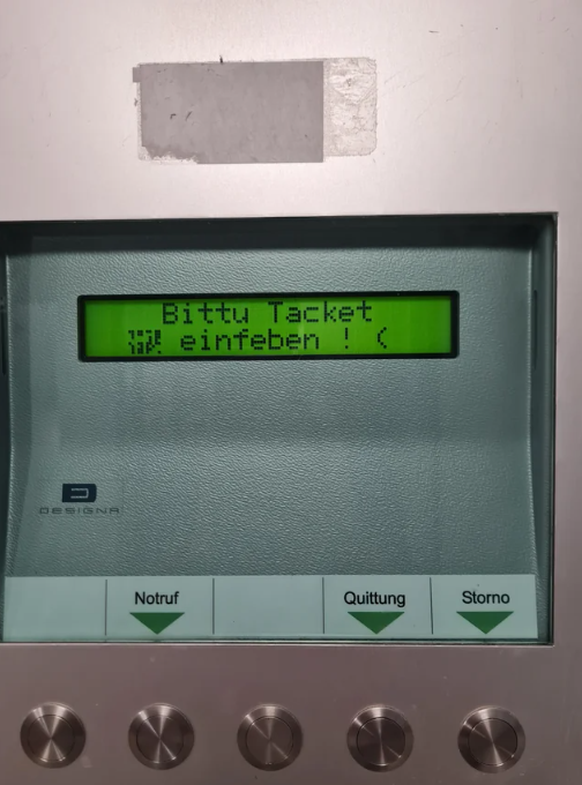 Bittu Tacket
einfeben ! (
DESIGNA
Notruf
Quittung
Storno